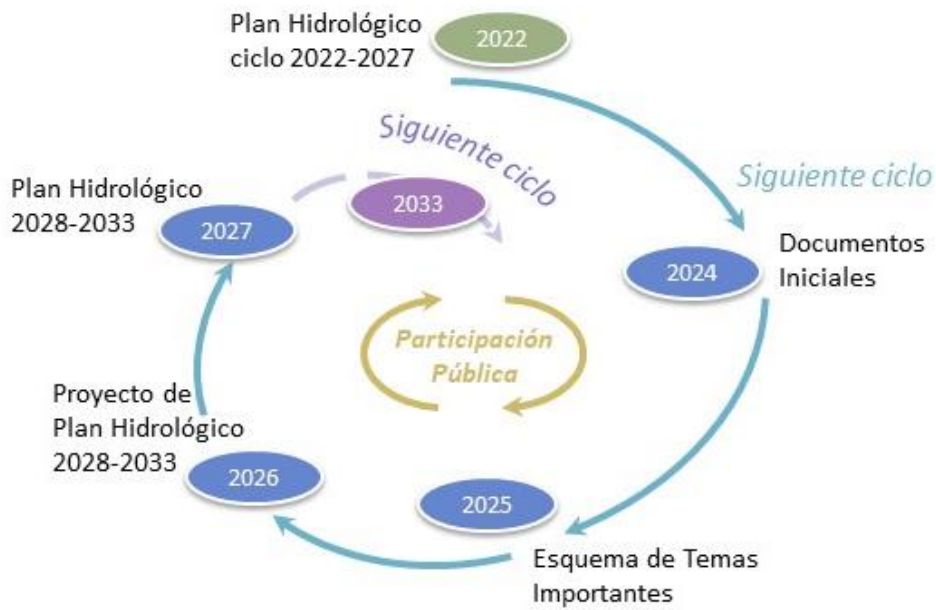 Plan Hidrológico
ciclo 2022-2027
2022
Siguiente ciclo
Siguiente ciclo
Plan Hidrológico
2028-2033
2027
2033
2024
Documentos
Iniciales
Participación
Pública
Proyecto de
Plan Hidrológico
2028-2033
2026
2025
Esquema de Temas
Importantes